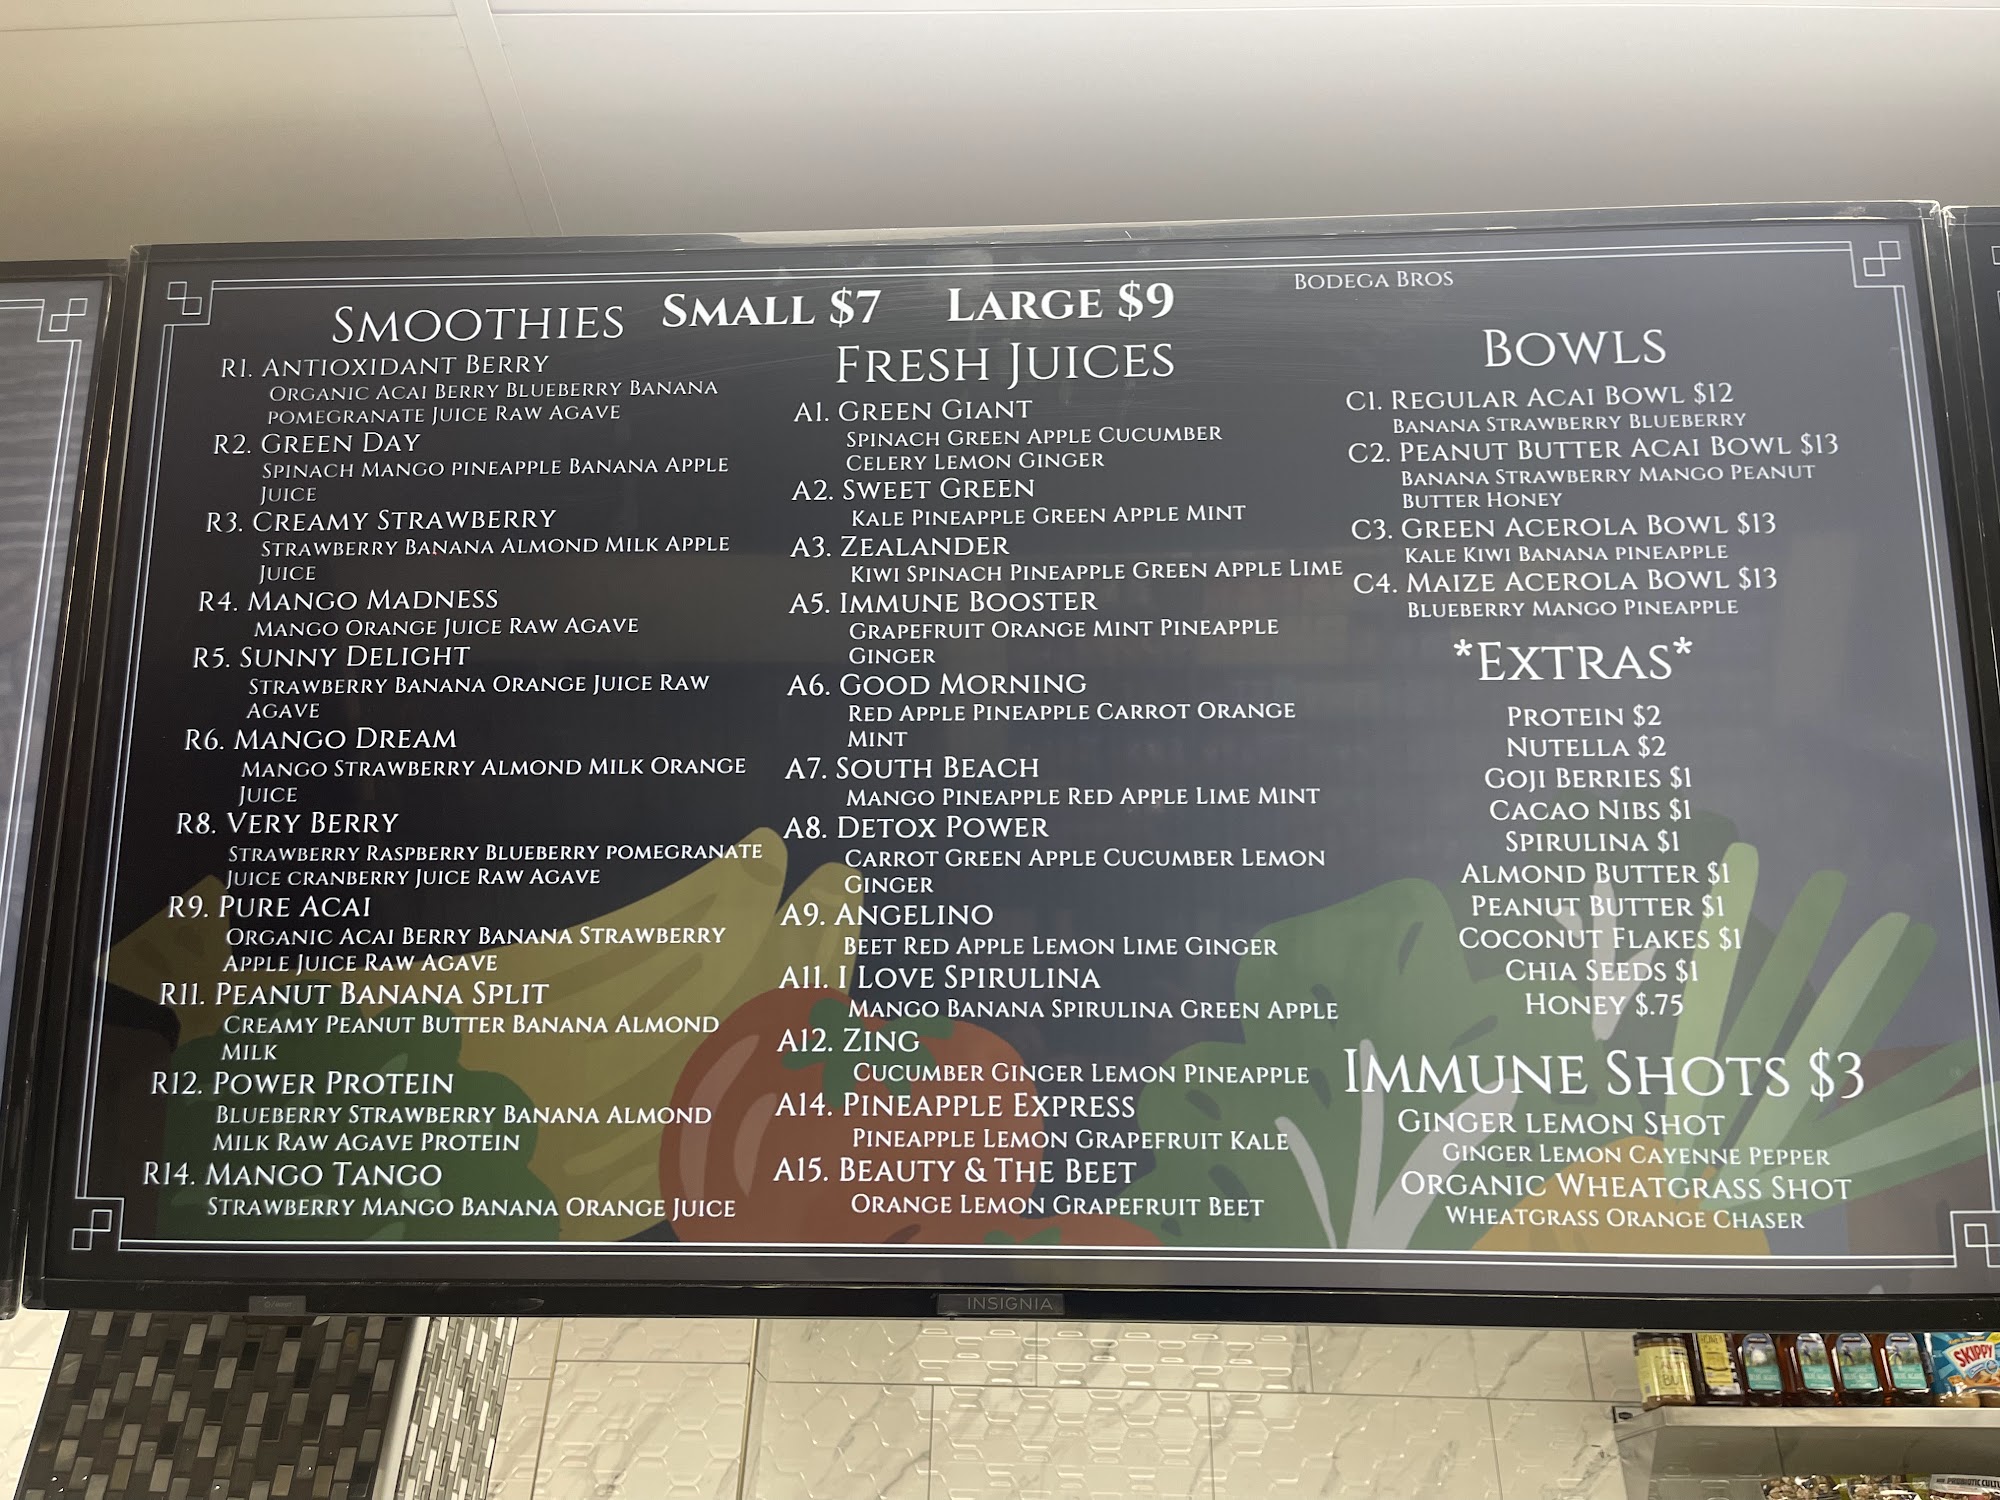 Bodega Bros
Small $7 Large $9
Smoothies
R1. Antioxidant Berry
Organic Acai Berry Blueberry Banana
pomegranate Juice Raw Agave
R2. Green Day
Spinach Mango pineapple Banana Apple
Juice
R3. Creamy Strawberry
Strawberry Banana Almond Milk Apple
Juice
R4. Mango Madness
Mango Orange Juice Raw Agave
R5. Sunny Delight
Strawberry Banana Orange Juice Raw
Agave
R6. Mango Dream
Mango Strawberry Almond Milk Orange
Juice
R8. Very Berry
Strawberry Raspberry Blueberry pomegranate
Juice cranberry Juice Raw Agave
R9. Pure Acai
Organic Acai Berry Banana Strawberry
Apple Juice Raw Agave
R11. Peanut Banana Split
Creamy Peanut Butter Banana Almond
Milk
R12. Power Protein
Blueberry Strawberry Banana Almond
Milk Raw Agave Protein
R14. Mango Tango
Strawberry Mango Banana Orange Juice
Fresh Juices
A1. Green Giant
Spinach Green Apple Cucumber
Celery Lemon Ginger
A2. Sweet Green
Kale Pineapple Green Apple Mint
A3. Zealander
Kiwi Spinach Pineapple Green Apple Lime
A5. Immune Booster
Grapefruit Orange Mint Pineapple
Ginger
A6. Good Morning
Red Apple Pineapple Carrot Orange
Mint
A7. South Beach
Mango Pineapple Red Apple Lime Mint
A8. Detox Power
Carrot Green Apple Cucumber Lemon
Ginger
A9. Angelino
Beet Red Apple Lemon Lime Ginger
A11. I Love Spirulina
Mango Banana Spirulina Green Apple
A12. Zing
Cucumber Ginger Lemon Pineapple
A14. Pineapple Express
Pineapple Lemon Grapefruit Kale
A15. Beauty & The Beet
Orange Lemon Grapefruit Beet
Bowls
C1. Regular Acai Bowl $12
Banana Strawberry Blueberry
C2. Peanut Butter Acai Bowl $13
Banana Strawberry Mango Peanut
Butter Honey
C3. Green Acerola Bowl $13
Kale Kiwi Banana pineapple
C4. Maize Acerola Bowl $13
Blueberry Mango Pineapple
*Extras*
Protein $2
Nutella $2
Goji Berries $1
Cacao Nibs $1
Spirulina $1
Almond Butter $1
Peanut Butter $1
Coconut Flakes $1
Chia Seeds $1
Honey $.75
Immune Shots $3
Ginger Lemon Shot
Ginger Lemon Cayenne Pepper
Organic Wheatgrass Shot
Wheatgrass Orange Chaser
INSIGNIA
SKIPPY